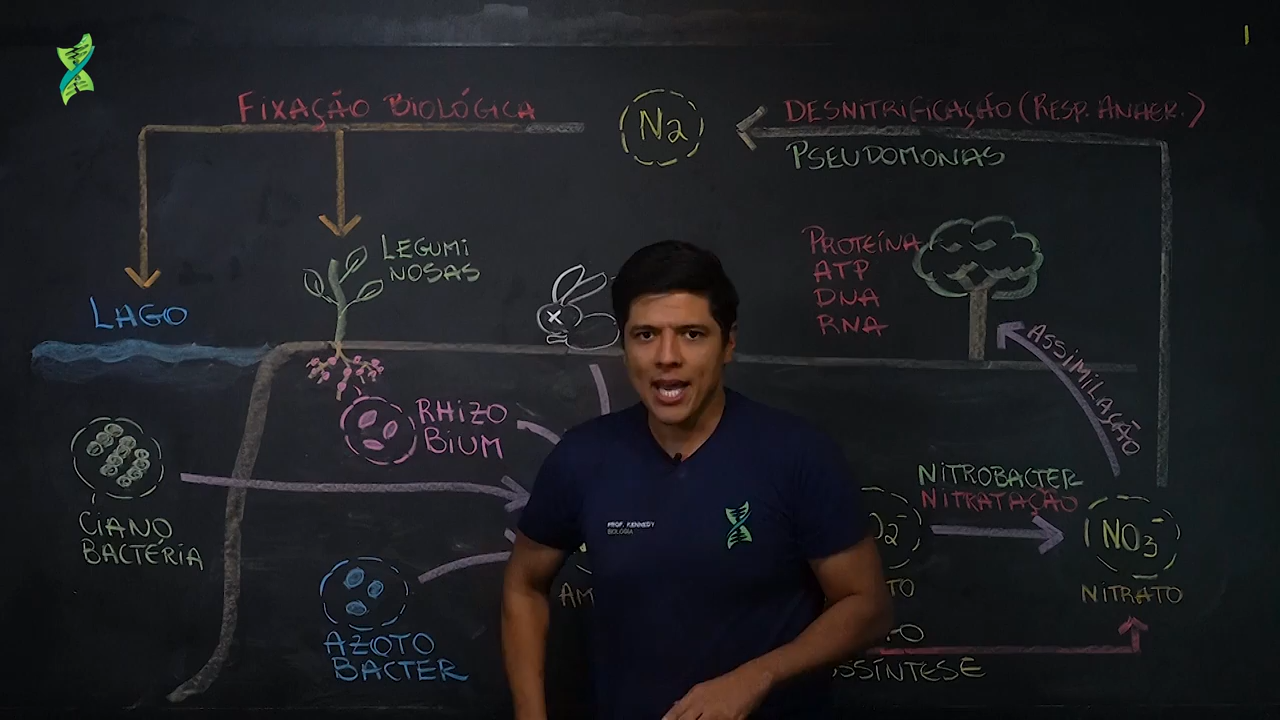 FIXAÇÃO BIOLÓGICA
N2
DESNITRIFICAÇÃO (RESP. ANAER.)
PSEUDOMONAS
LEGUMI
NOSAS
PROTEÍNA
ATP
DNA
RNA
LAGO
ASSIMILAÇÃO
RHIZO
BIUM
NITROBACTER
NITRATAÇÃO
CIANO
BACTERIA
NO3-
NITRATO
AZOTO
BACTER
PROF. KENNEDY
BIOLOGIA